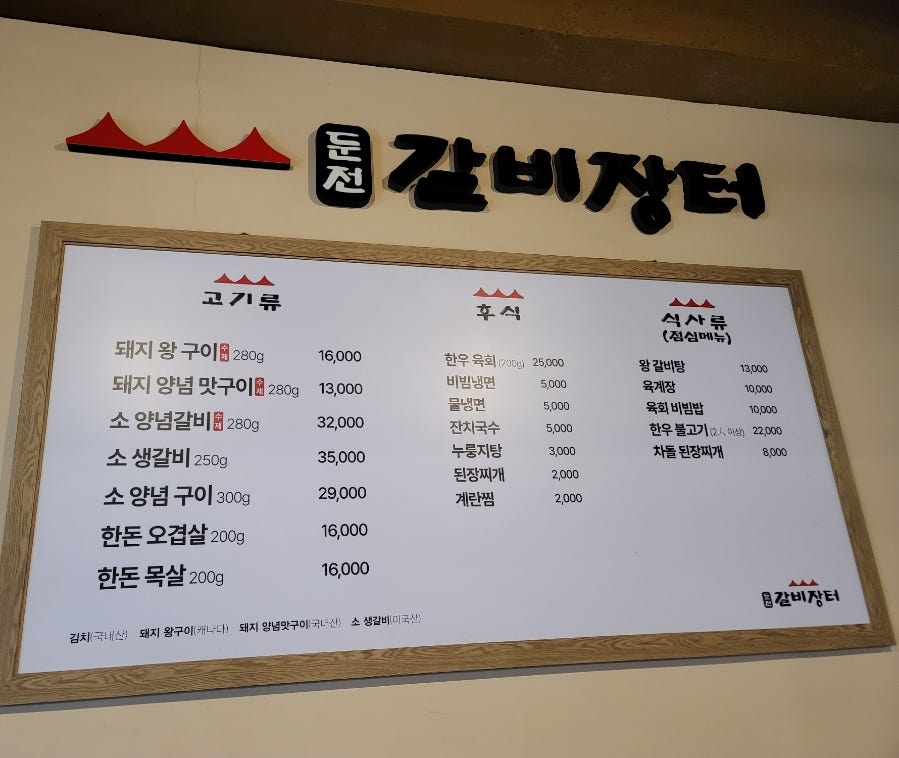 둔전 갈비장터
고기류
돼지 왕 구이 수제 280g 16,000
돼지 양념 맛구이 수제 280g 13,000
소 양념갈비 수제 280g 32,000
소 생갈비 250g 35,000
소 양념 구이 300g 29,000
한돈 오겹살 200g 16,000
한돈 목살 200g 16,000
후식
한우 육회 (200g) 25,000
비빔냉면 5,000
물냉면 5,000
잔치국수 5,000
누룽지탕 3,000
된장찌개 2,000
계란찜 2,000
식사류
(점심메뉴)
왕 갈비탕 13,000
육계장 10,000
육회 비빔밥 10,000
한우 불고기 (2人 이상) 22,000
차돌 된장찌개 8,000
김치(국내산) 돼지 왕구이(캐나다) 돼지 양념맛구이(국내산) 소 생갈비(미국산)
둔전 갈비장터